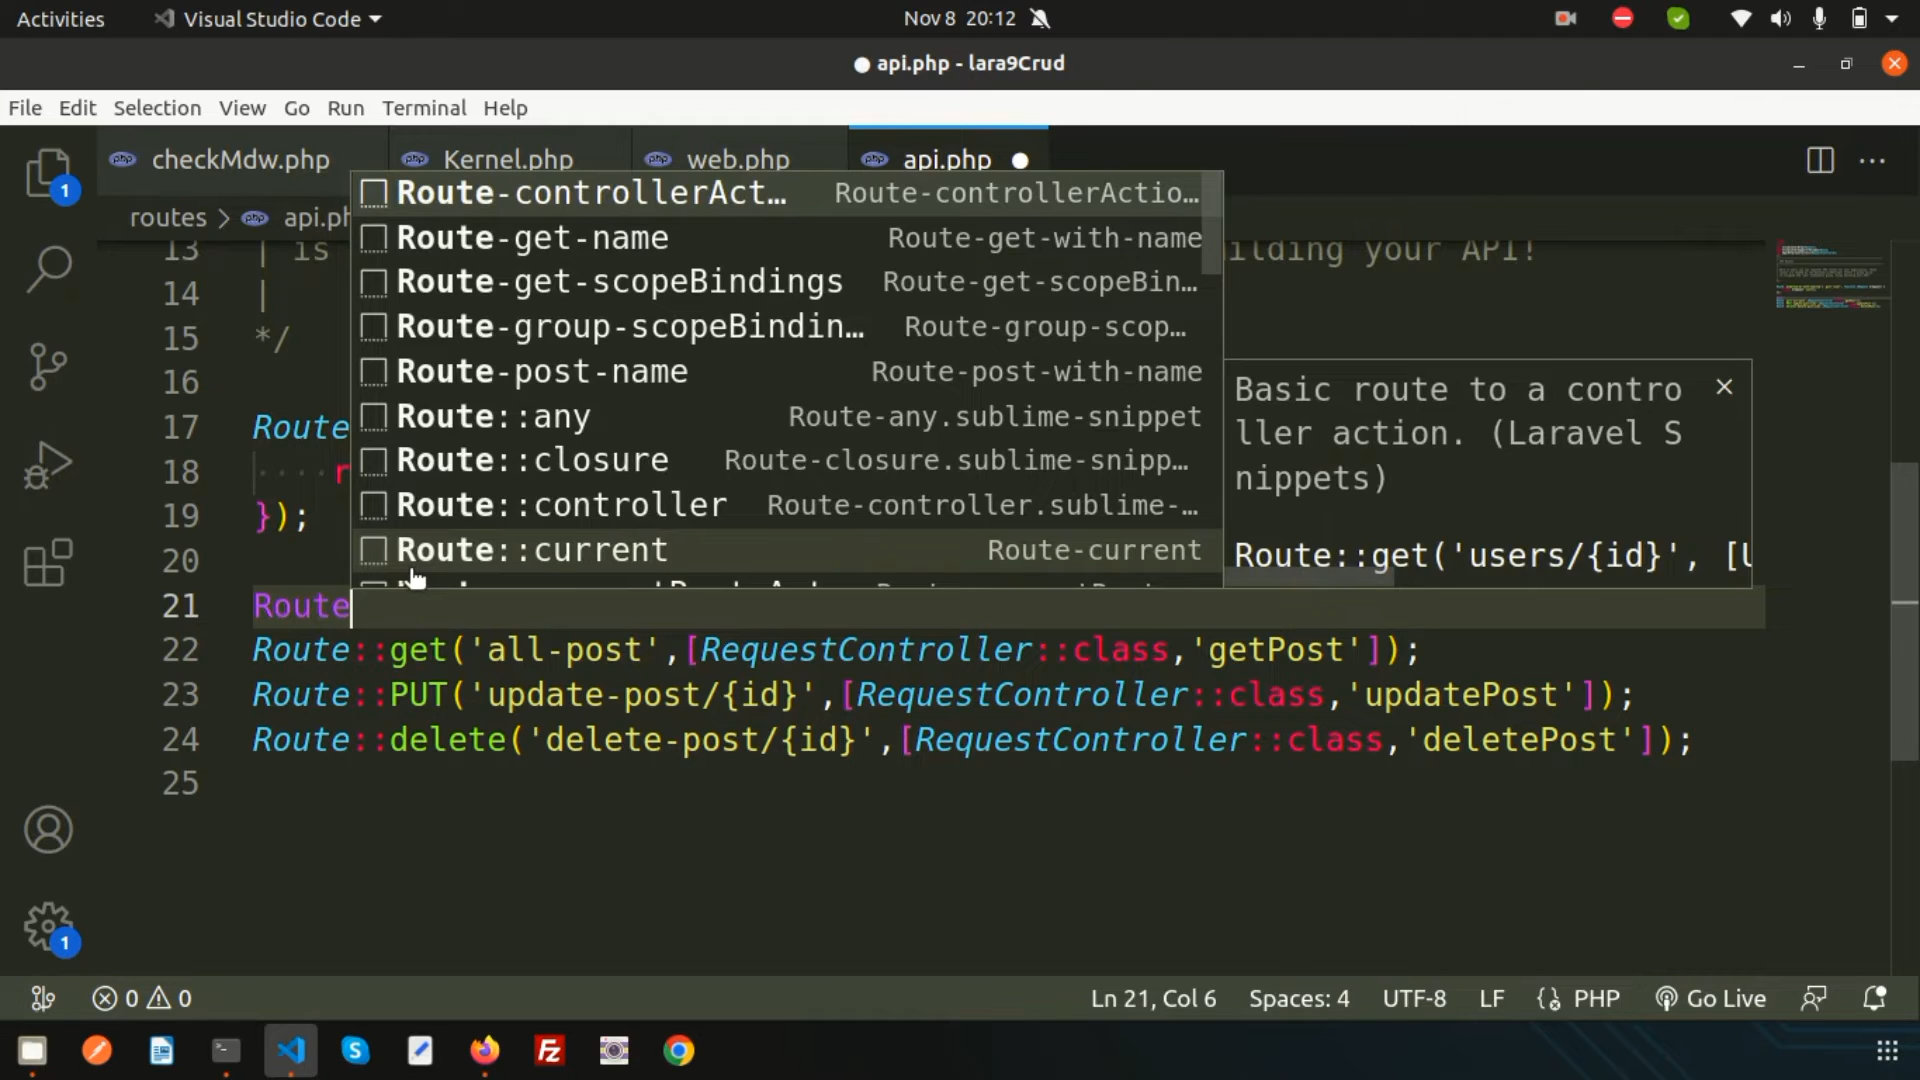 Activities
Visual Studio Code
Nov 8 20:12
● api.php - lara9Crud
File Edit Selection View Go Run Terminal Help
1
checkMdw.php
Kernel.php
web.php
api.php ●
routes > api.ph
Route-controllerAct… Route-controllerActio…
Route-get-name Route-get-with-name
Route-get-scopeBindings Route-get-scopeBin…
Route-group-scopeBindin… Route-group-scop…
Route-post-name Route-post-with-name
Route::any Route-any.sublime-snippet
Route::closure Route-closure.sublime-snipp…
Route::controller Route-controller.sublime-…
Route::current Route-current
Basic route to a contro
ller action. (Laravel S
nippets)
Route::get('users/{id}', [U
13 | is uilding your API!
14 |
15 */
16
17 Route
18 r
19 });
20
21 Route
22 Route::get('all-post',[RequestController::class,'getPost']);
23 Route::PUT('update-post/{id}',[RequestController::class,'updatePost']);
24 Route::delete('delete-post/{id}',[RequestController::class,'deletePost']);
25
1
0 0
Ln 21, Col 6 Spaces: 4 UTF-8 LF PHP Go Live